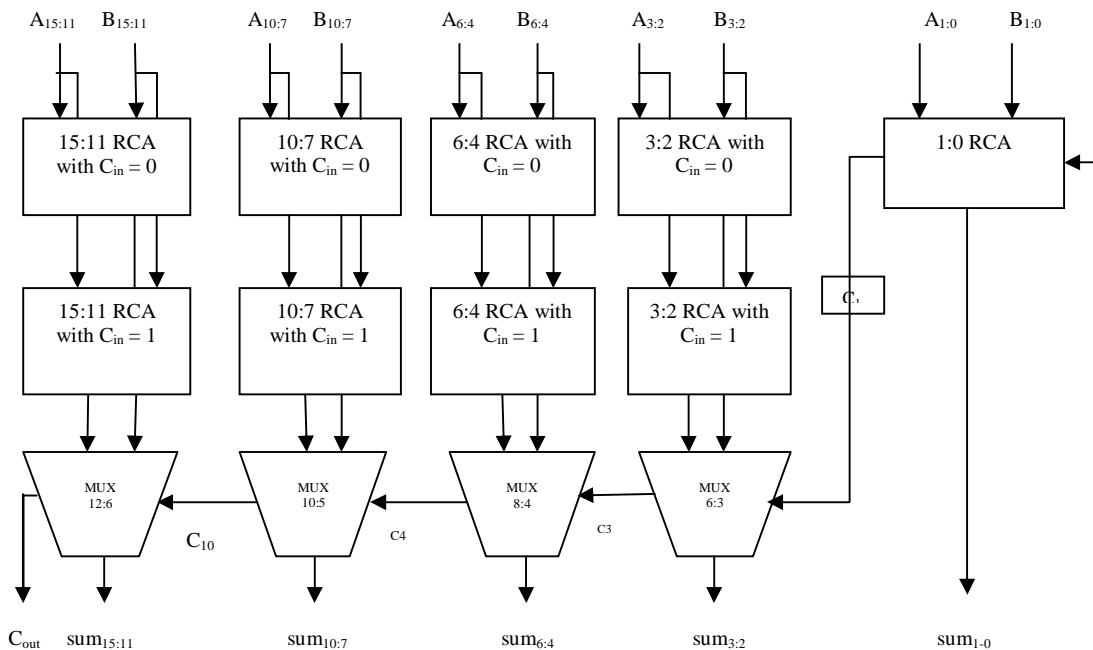 A15:11 B15:11 A10:7 B10:7 A6:4 B6:4 A3:2 B3:2 A1:0 B1:0
15:11 RCA
with Cin = 0
10:7 RCA
with Cin = 0
6:4 RCA with
Cin = 0
3:2 RCA with
Cin = 0
1:0 RCA
C1
15:11 RCA
with Cin = 1
10:7 RCA
with Cin = 1
6:4 RCA with
Cin = 1
3:2 RCA with
Cin = 1
MUX
12:6
MUX
10:5
MUX
8:4
MUX
6:3
C10
C4
C3
Cout sum15:11 sum10:7 sum6:4 sum3:2 sum1-0